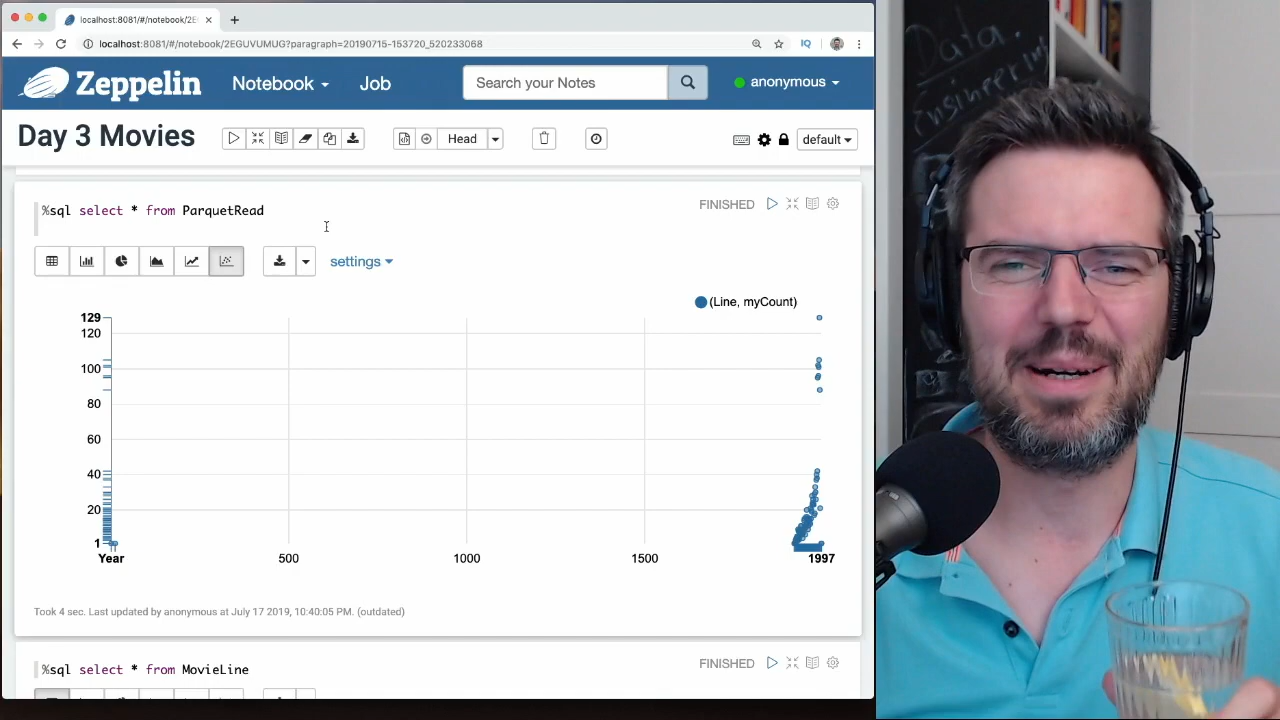 localhost:8081/#/notebook/2E
localhost:8081/#/notebook/2EGUVUMUG?paragraph=20190715-153720_520233068
IQ
Zeppelin
Notebook
Job
Search your Notes
anonymous
Day 3 Movies
Head
default
%sql select * from ParquetRead
FINISHED
settings
(Line, myCount)
129
120
100
80
60
40
20
1
Year
500
1000
1500
1997
Took 4 sec. Last updated by anonymous at July 17 2019, 10:40:05 PM. (outdated)
%sql select * from MovieLine
FINISHED
Data
Engineering